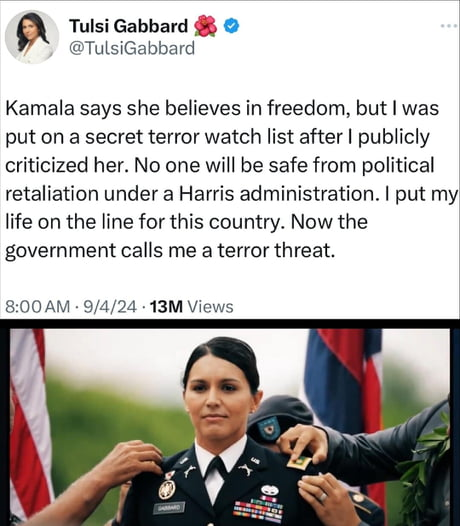 Tulsi Gabbard 🌺
@TulsiGabbard
Kamala says she believes in freedom, but I was
put on a secret terror watch list after I publicly
criticized her. No one will be safe from political
retaliation under a Harris administration. I put my
life on the line for this country. Now the
government calls me a terror threat.
8:00 AM · 9/4/24 · 13M Views
GABBARD